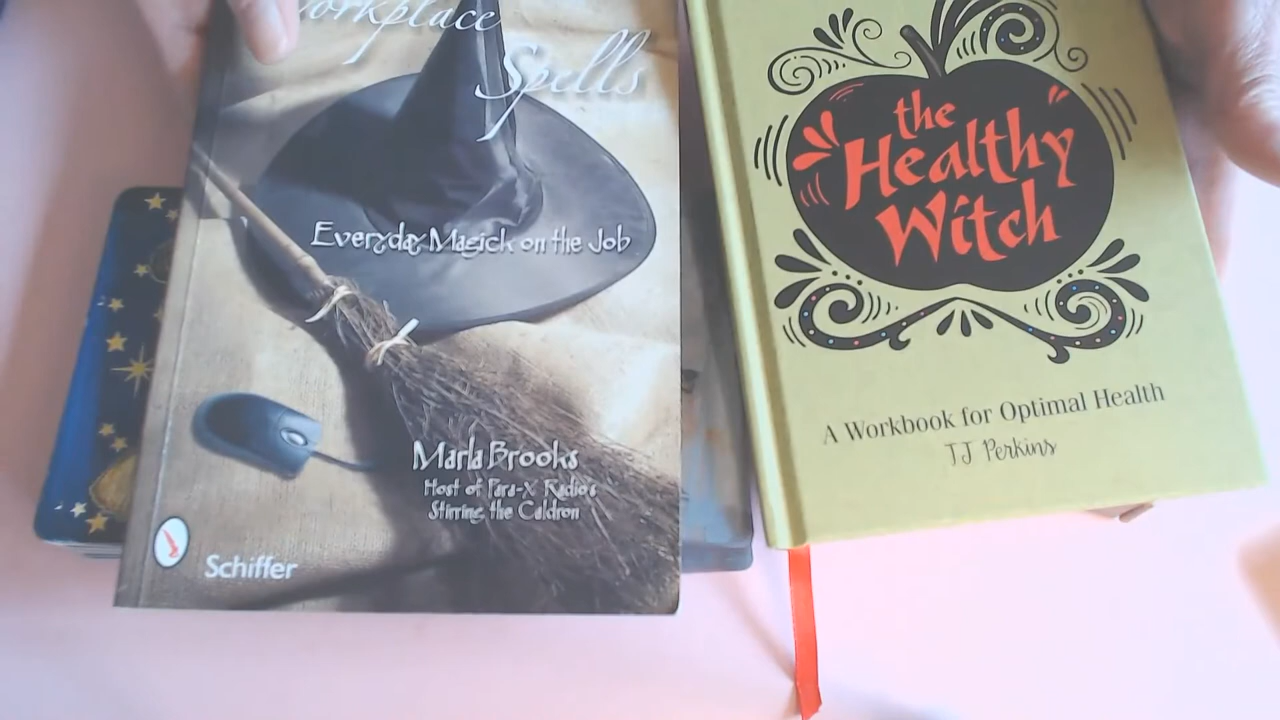 Workplace
Spells
Everyday Magick on the Job
Marla Brooks
Host of Para-X Radio's
Stirring the Caldron
Schiffer
the
Healthy
Witch
A Workbook for Optimal Health
TJ Perkins